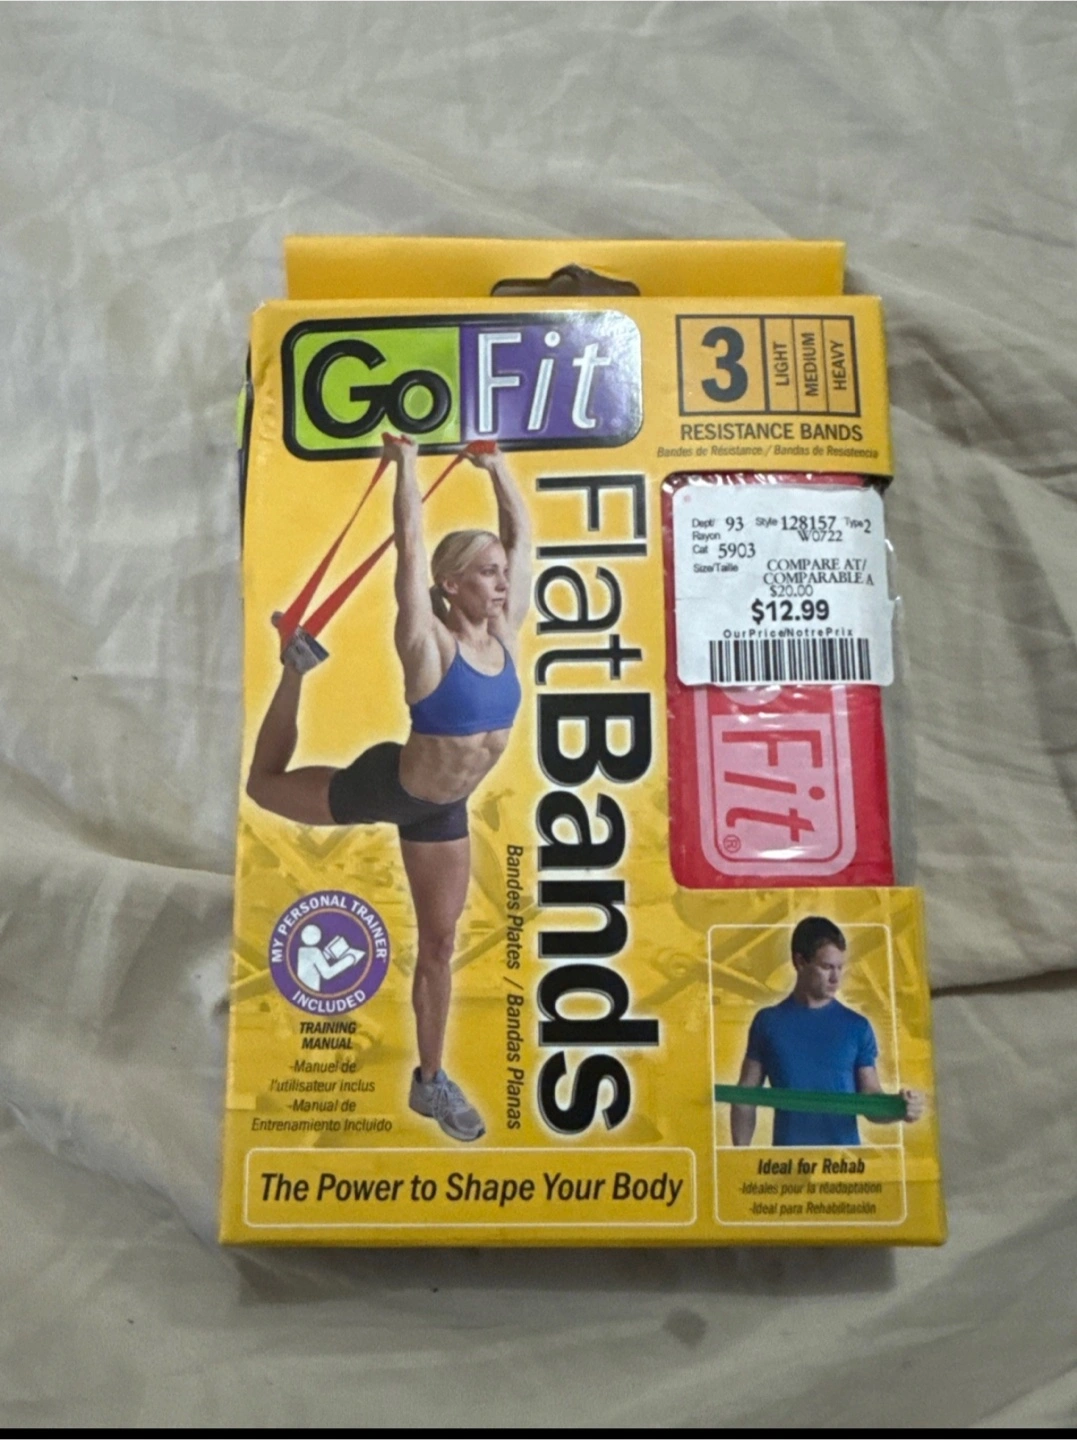 GoFit®
3
LIGHT
MEDIUM
HEAVY
RESISTANCE BANDS
Bandes de Résistance / Bandas de Resistencia
Dept/ 93 Style 128157 Type 2
Rayon W0722
Cat 5903
Size/Taille COMPARE AT/
COMPARABLE A
$20.00
$12.99
OurPrice/NotrePrix
Fit®
FlatBands
Bandes Plates / Bandas Planas
MY PERSONAL TRAINER
INCLUDED
TRAINING
MANUAL
-Manuel de
l'utilisateur inclus
-Manual de
Entrenamiento Incluido
The Power to Shape Your Body
Ideal for Rehab
-Idéales pour la réadaptation
-Ideal para Rehabilitación